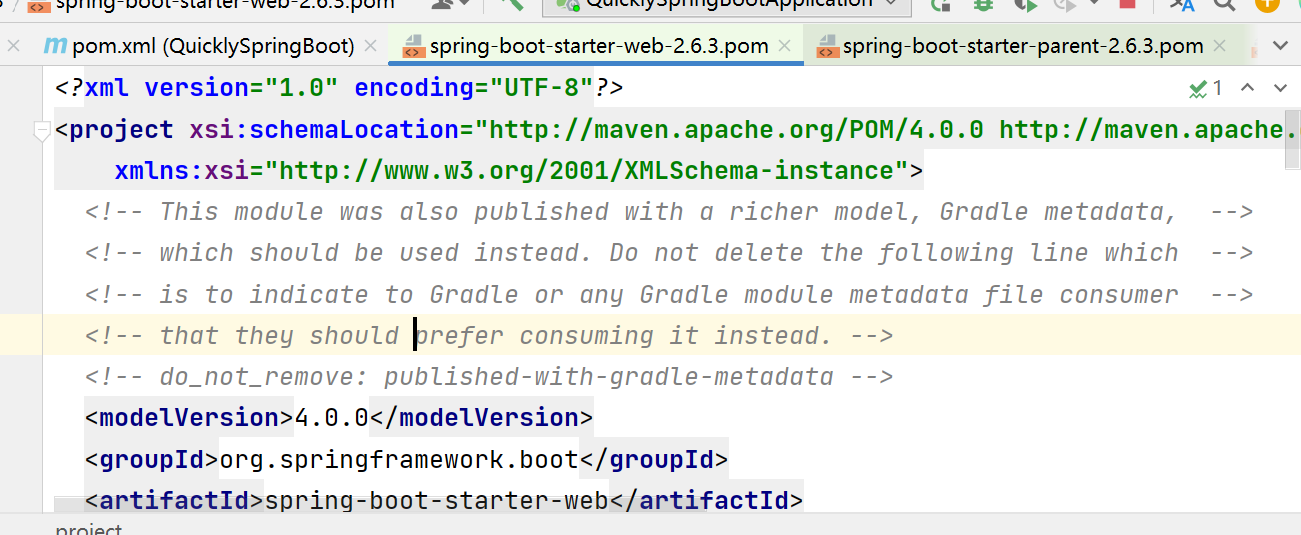 spring-boot-starter-web-2.6.3.pom
QuicklySpringBootApplication
pom.xml (QuicklySpringBoot)
spring-boot-starter-web-2.6.3.pom
spring-boot-starter-parent-2.6.3.pom
<?xml version="1.0" encoding="UTF-8"?>
1
<project xsi:schemaLocation="http://maven.apache.org/POM/4.0.0 http://maven.apache.
xmlns:xsi="http://www.w3.org/2001/XMLSchema-instance">
<!-- This module was also published with a richer model, Gradle metadata,  -->
<!-- which should be used instead. Do not delete the following line which  -->
<!-- is to indicate to Gradle or any Gradle module metadata file consumer  -->
<!-- that they should prefer consuming it instead. -->
<!-- do_not_remove: published-with-gradle-metadata -->
<modelVersion>4.0.0</modelVersion>
<groupId>org.springframework.boot</groupId>
<artifactId>spring-boot-starter-web</artifactId>
project